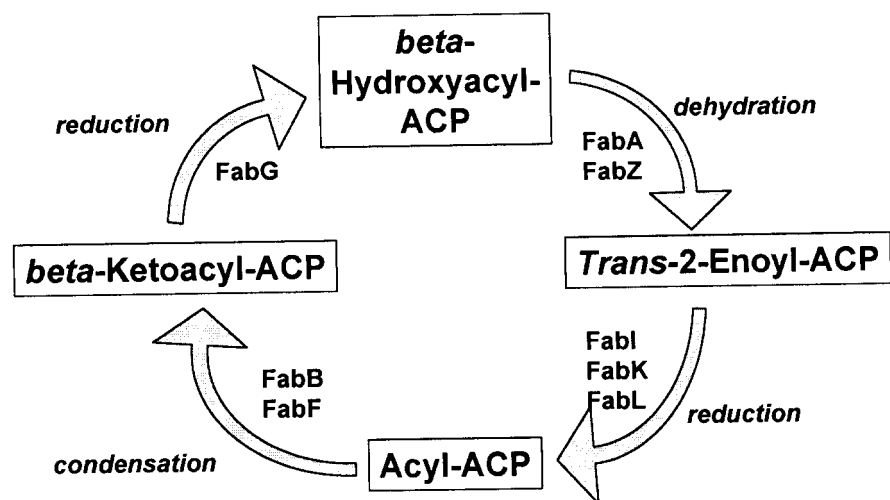 beta-
Hydroxyacyl-
ACP
reduction
dehydration
FabG
FabA
FabZ
beta-Ketoacyl-ACP
Trans-2-Enoyl-ACP
FabB
FabF
FabI
FabK
FabL
condensation
reduction
Acyl-ACP